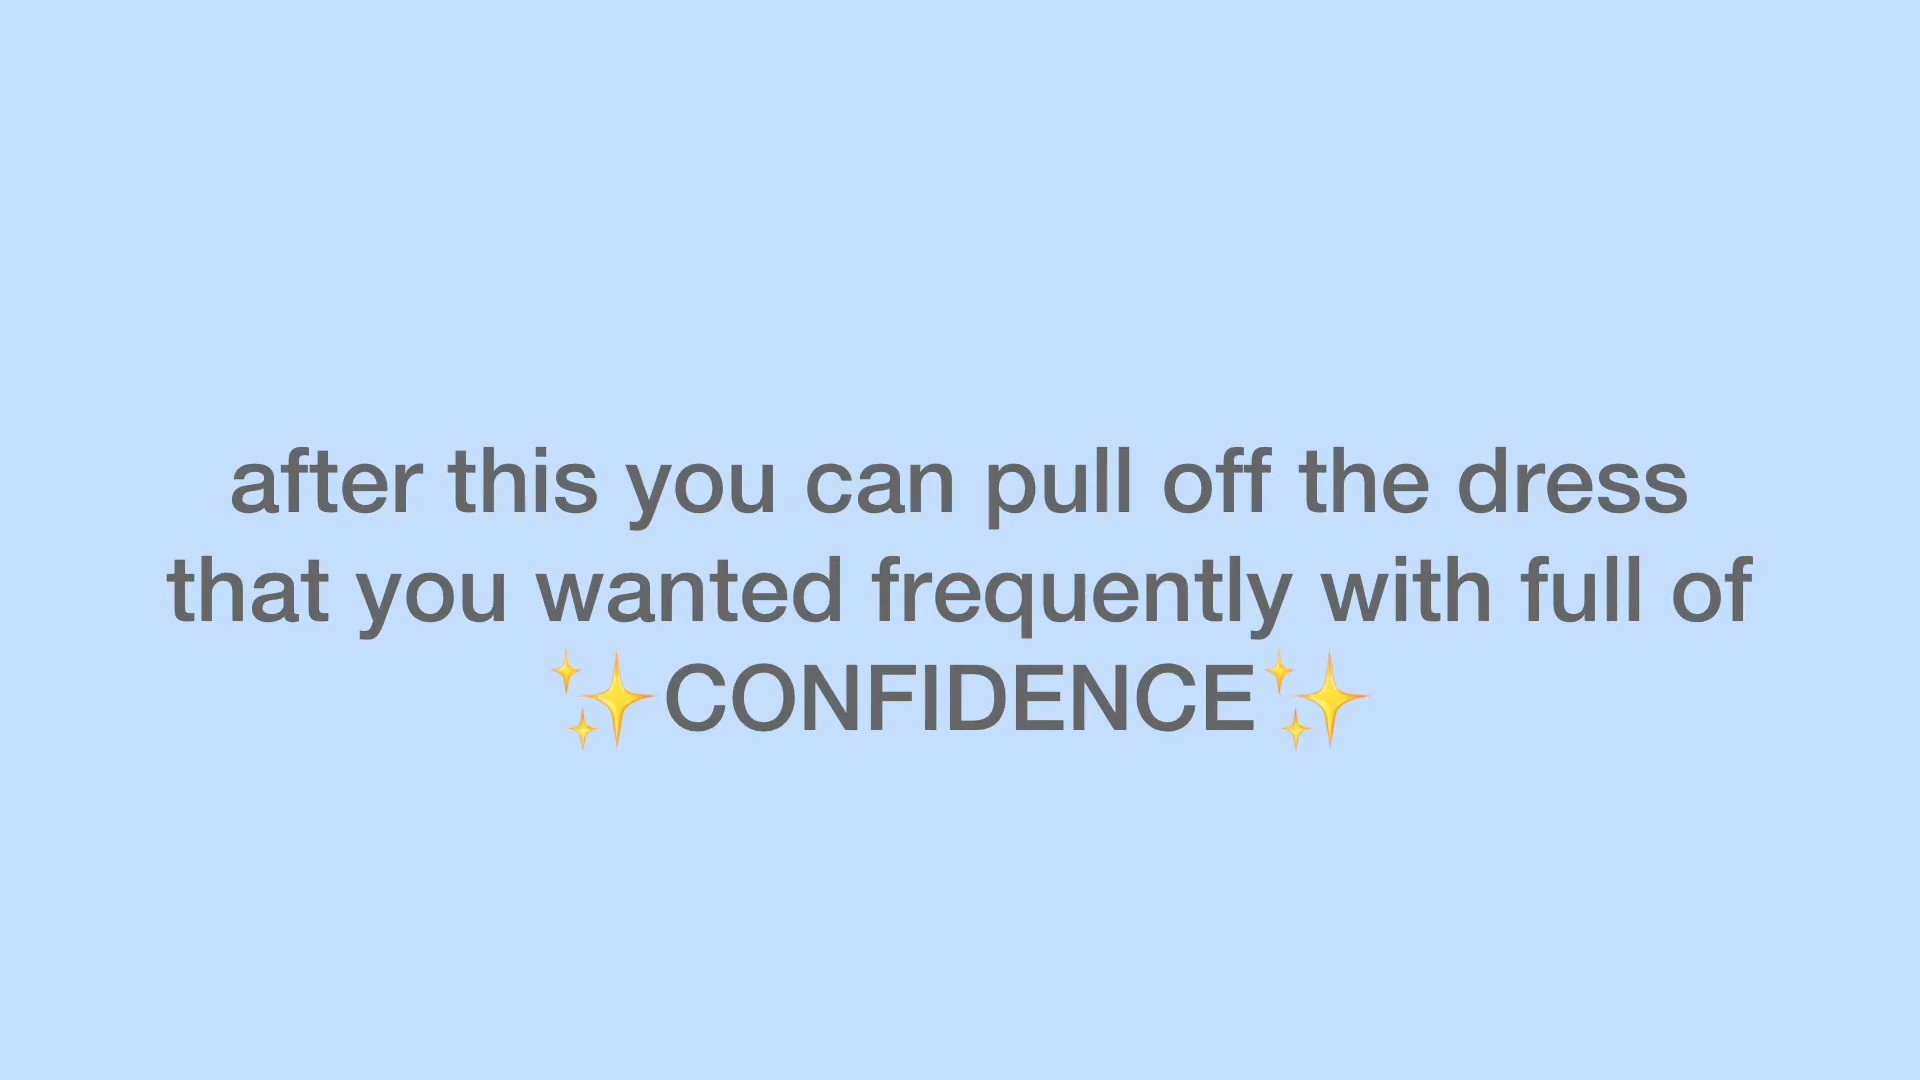 after this you can pull off the dress
that you wanted frequently with full of
✨CONFIDENCE✨